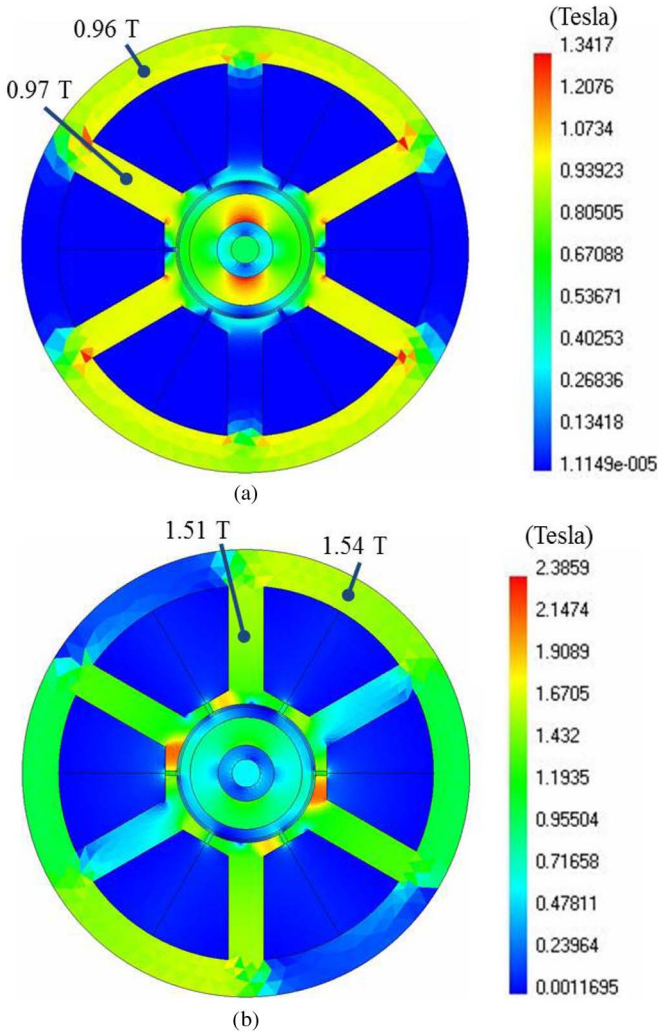 0.96 T
0.97 T
(Tesla)
1.3417
1.2076
1.0734
0.93923
0.80505
0.67088
0.53671
0.40253
0.26836
0.13418
1.1149e-005
(a)
1.51 T
1.54 T
(Tesla)
2.3859
2.1474
1.9089
1.6705
1.432
1.1935
0.95504
0.71658
0.47811
0.23964
0.0011695
(b)